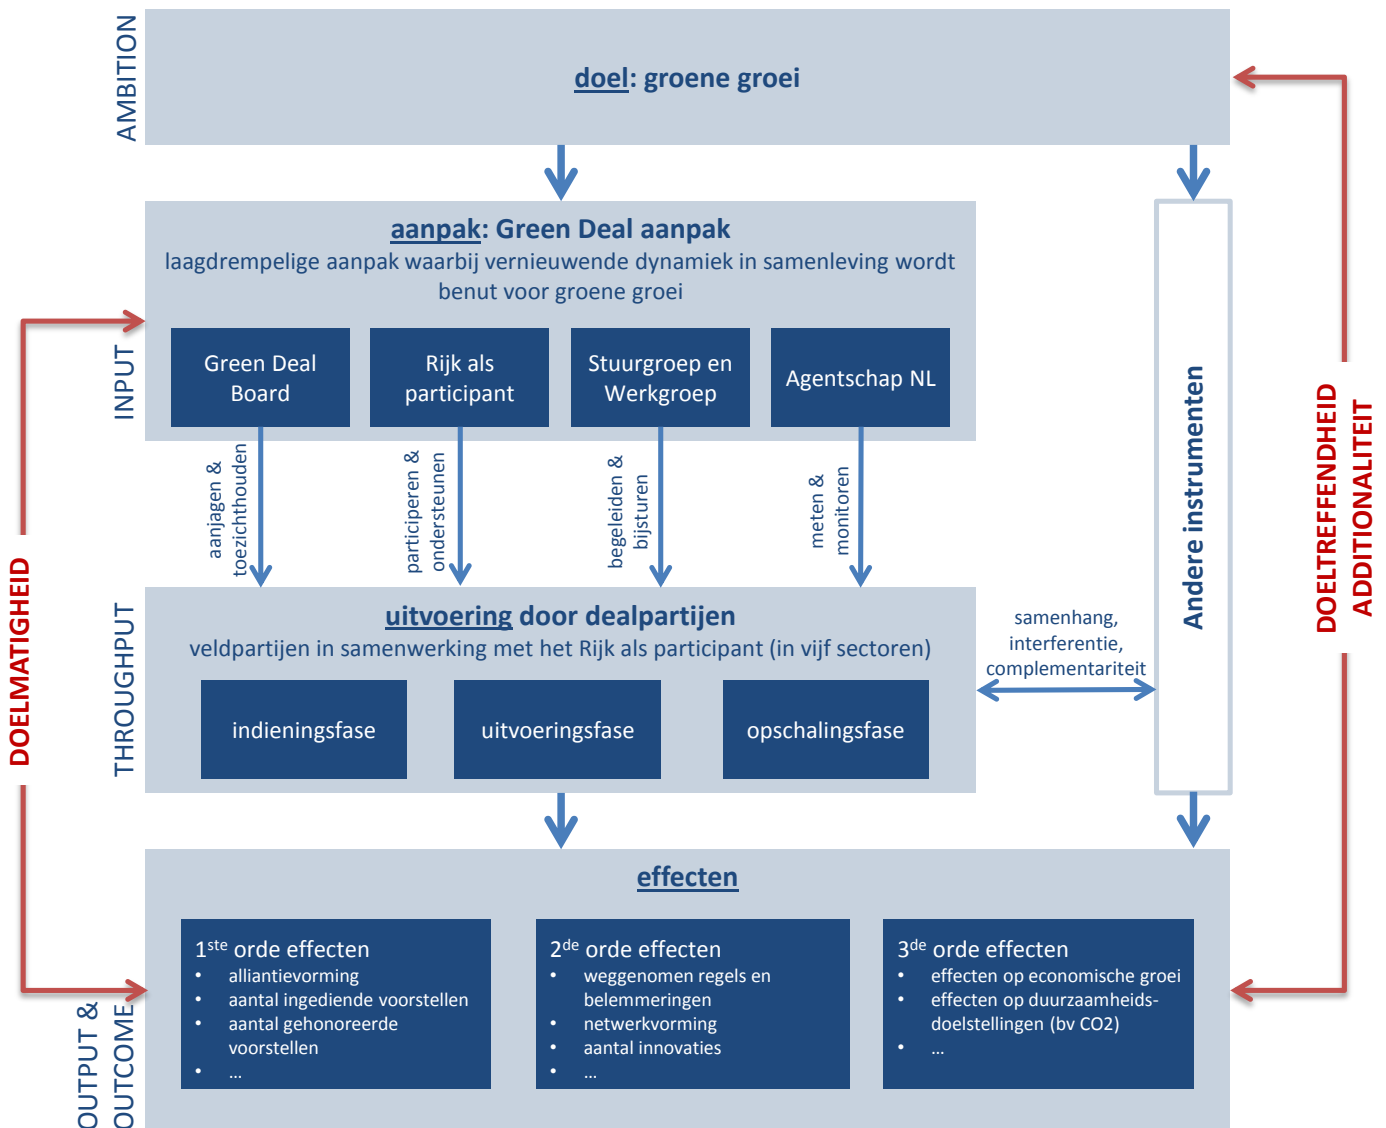 AMBITION
doel: groene groei
aanpak: Green Deal aanpak
laagdrempelige aanpak waarbij vernieuwende dynamiek in samenleving wordt
benut voor groene groei
INPUT
Green Deal
Board
Rijk als
participant
Stuurgroep en
Werkgroep
Agentschap NL
aanjagen &
toezichthouden
participeren &
ondersteunen
begeleiden &
bijsturen
meten &
monitoren
Andere instrumenten
DOELMATIGHEID
DOELTREFFENDHEID
ADDITIONALITEIT
THROUGHPUT
uitvoering door dealpartijen
veldpartijen in samenwerking met het Rijk als participant (in vijf sectoren)
indieningsfase
uitvoeringsfase
opschalingsfase
samenhang,
interferentie,
complementariteit
OUTPUT &
OUTCOME
effecten
1ste orde effecten
• alliantievorming
• aantal ingediende voorstellen
• aantal gehonoreerde
voorstellen
• ...
2de orde effecten
• weggenomen regels en
belemmeringen
• netwerkvorming
• aantal innovaties
• ...
3de orde effecten
• effecten op economische groei
• effecten op duurzaamheids-
doelstellingen (bv CO2)
• ...